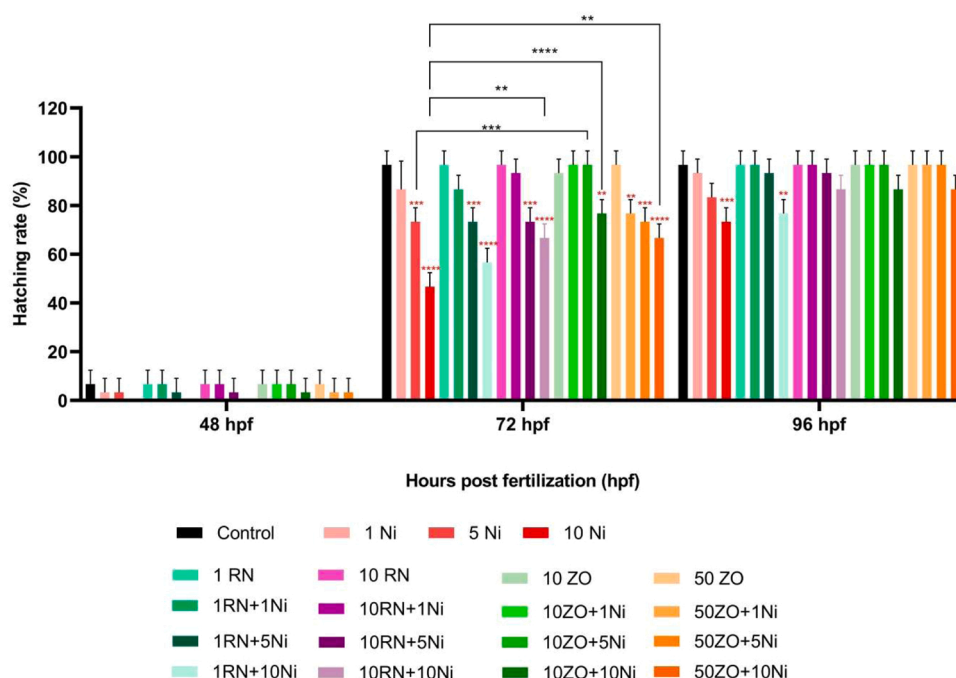 **
****
**
***
120
100
80
60
40
20
0
Hatching rate (%)
***
****
***
****
***
****
**
**
***
****
***
**
48 hpf
72 hpf
96 hpf
Hours post fertilization (hpf)
Control
1 Ni
5 Ni
10 Ni
1 RN
10 RN
10 ZO
50 ZO
1RN+1Ni
10RN+1Ni
10ZO+1Ni
50ZO+1Ni
1RN+5Ni
10RN+5Ni
10ZO+5Ni
50ZO+5Ni
1RN+10Ni
10RN+10Ni
10ZO+10Ni
50ZO+10Ni